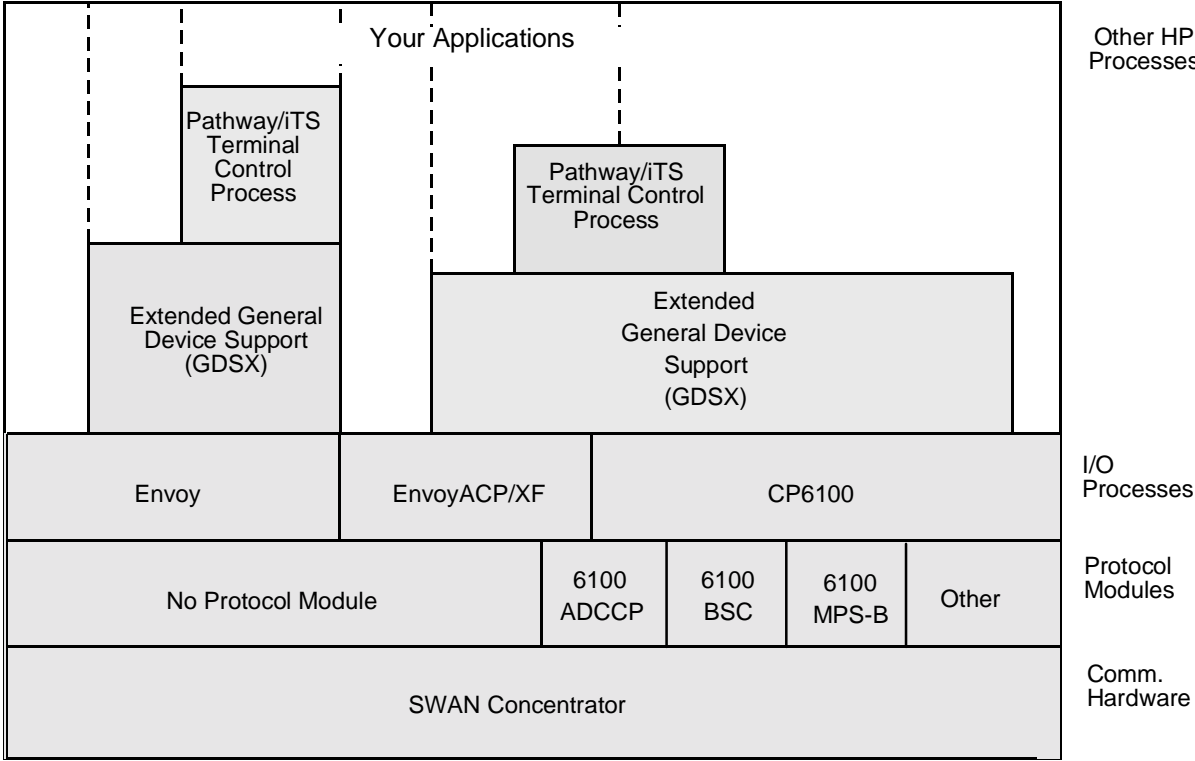 Your Applications
Other HP
Processes
Pathway/iTS
Terminal
Control
Process
Pathway/iTS
Terminal Control
Process
Extended General
Device Support
(GDSX)
Extended
General Device
Support
(GDSX)
Envoy
EnvoyACP/XF
CP6100
I/O
Processes
No Protocol Module
6100
ADCCP
6100
BSC
6100
MPS-B
Other
Protocol
Modules
SWAN Concentrator
Comm.
Hardware